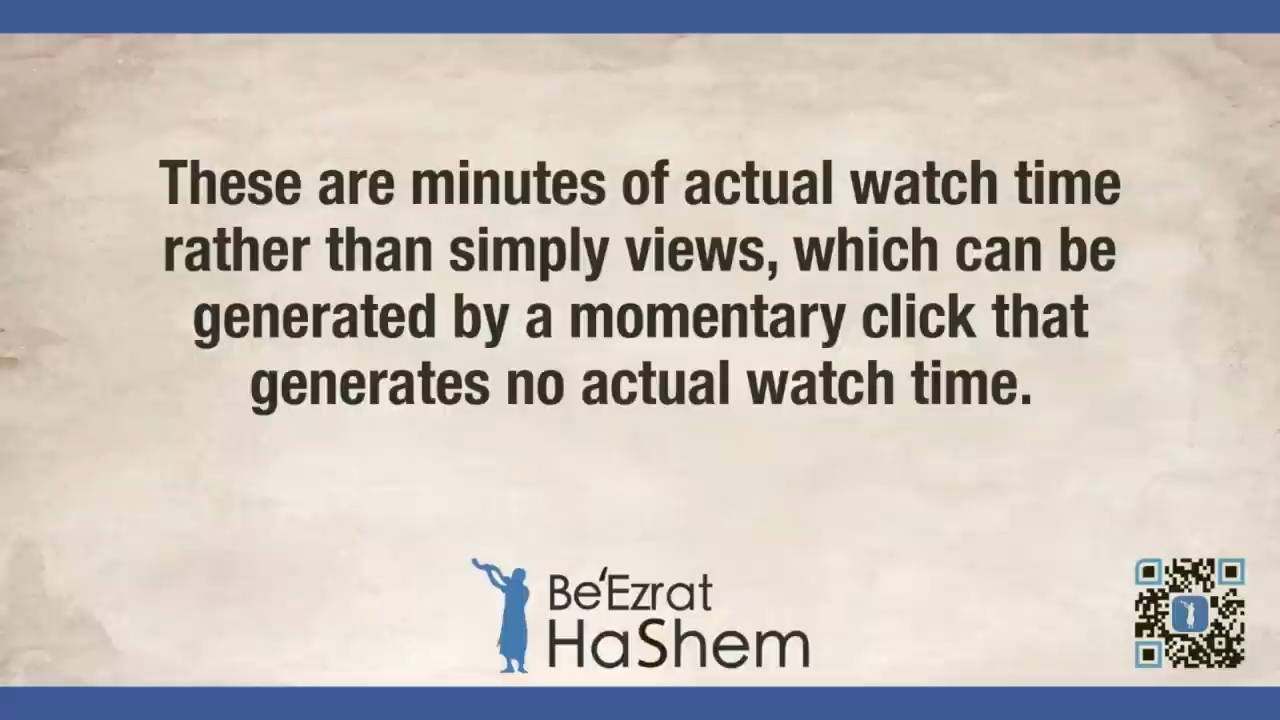 These are minutes of actual watch time
rather than simply views, which can be
generated by a momentary click that
generates no actual watch time.
Be'Ezrat
HaShem